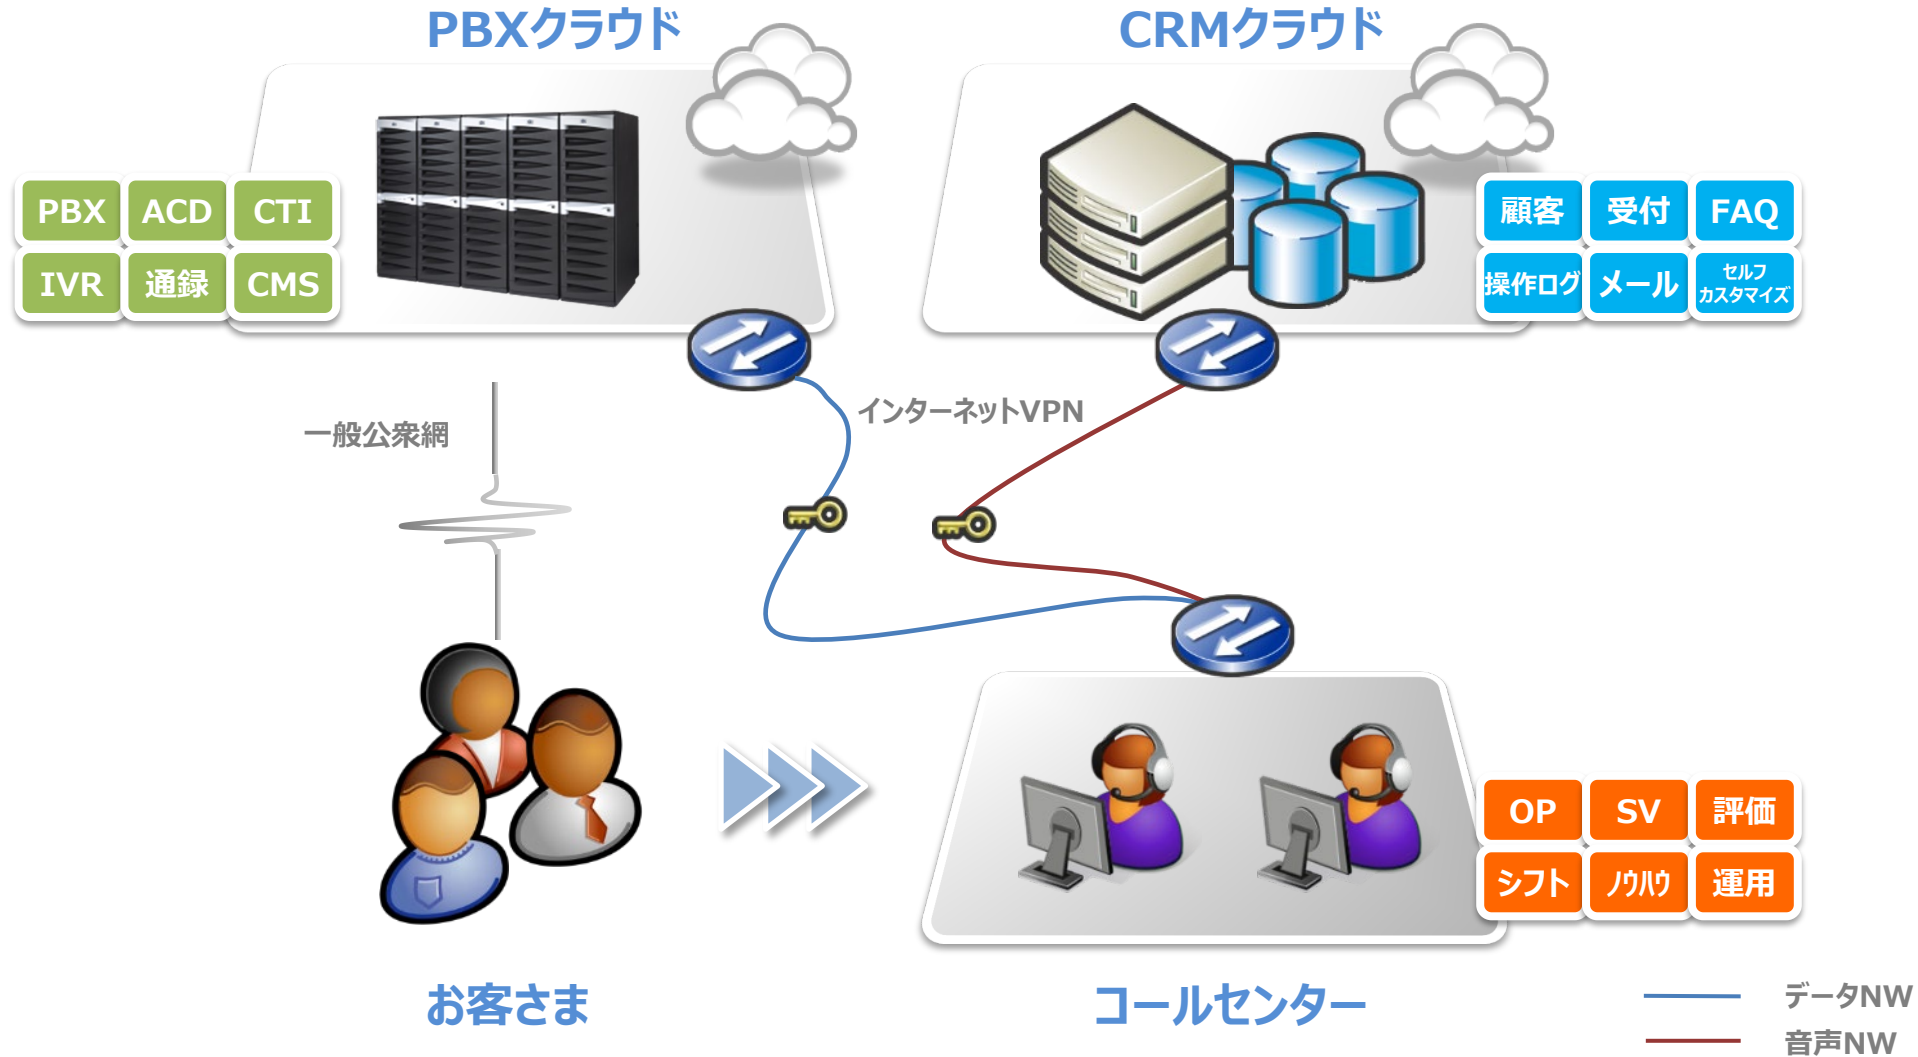 PBXクラウド
CRMクラウド
PBX
ACD
CTI
IVR
通録
CMS
顧客
受付
FAQ
操作ログ
メール
セルフ
カスタマイズ
一般公衆網
インターネットVPN
OP
SV
評価
シフト
ﾉｳﾊｳ
運用
お客さま
コールセンター
データNW
音声NW